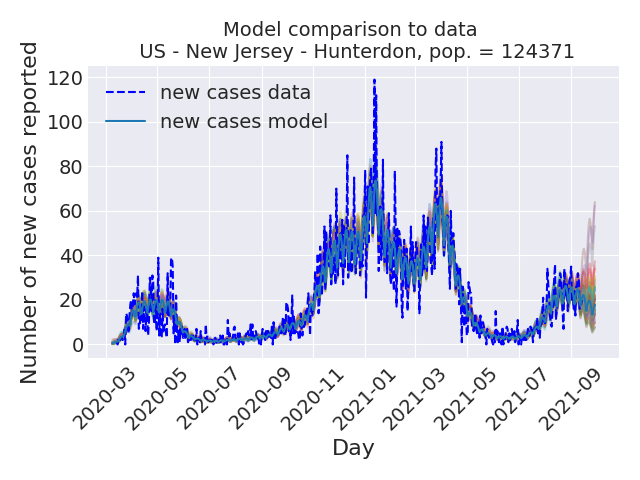 Model comparison to data
US - New Jersey - Hunterdon, pop. = 124371
Number of new cases reported
120
100
80
60
40
20
0
new cases data
new cases model
2020-03
2020-05
2020-07
2020-09
2020-11
2021-01
2021-03
2021-05
2021-07
2021-09
Day